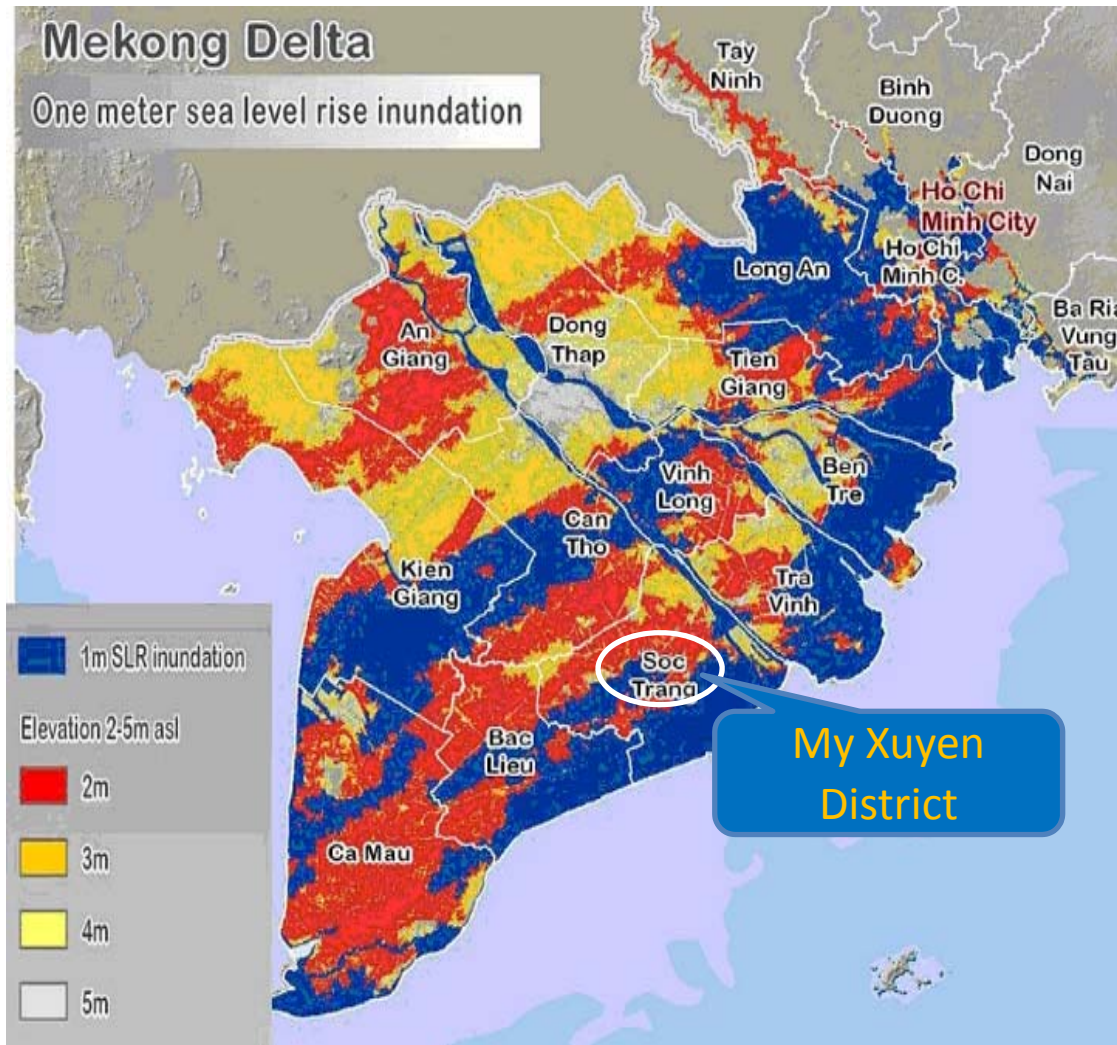 Mekong Delta
One meter sea level rise inundation
Tay
Ninh
Binh
Duong
Dong
Nai
Ho Chi
Minh City
Ho Chi
Minh C.
Long An
Ba Ria
Vung
Tau
An
Giang
Dong
Thap
Tien
Giang
Vinh
Long
Ben
Tre
Can
Tho
Kien
Giang
Tra
Vinh
Soc
Trang
Bac
Lieu
Ca Mau
My Xuyen
District
1m SLR inundation
Elevation 2-5m asl
2m
3m
4m
5m